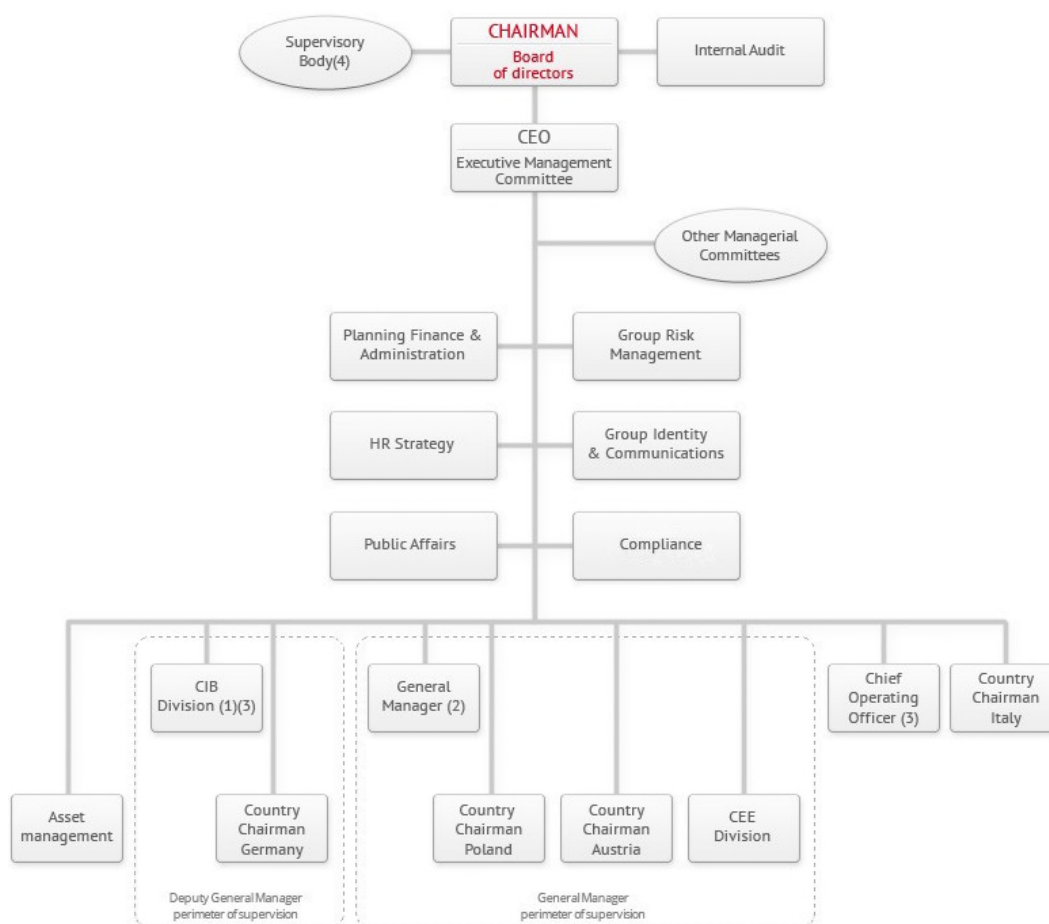 Supervisory
Body(4)
CHAIRMAN
Board
of directors
Internal Audit
CEO
Executive Management
Committee
Other Managerial
Committees
Planning Finance &
Administration
Group Risk
Management
HR Strategy
Group Identity
& Communications
Public Affairs
Compliance
CIB
Division (1)(3)
General
Manager (2)
Chief
Operating
Officer (3)
Country
Chairman
Italy
Asset
management
Country
Chairman
Germany
Country
Chairman
Poland
Country
Chairman
Austria
CEE
Division
Deputy General Manager
perimeter of supervision
General Manager
perimeter of supervision